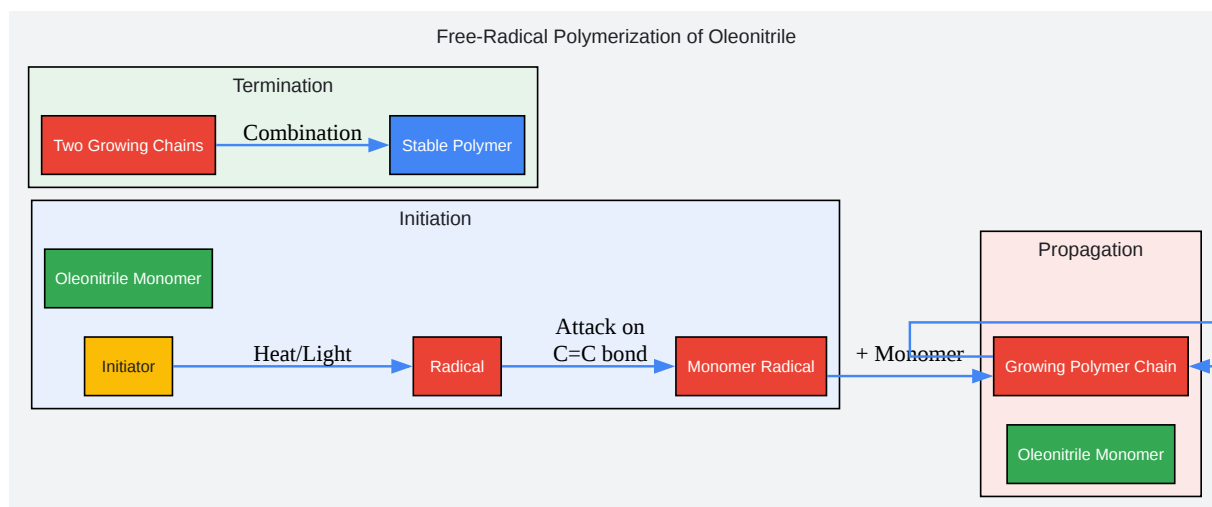 Free-Radical Polymerization of Oleonitrile
Termination
Two Growing Chains
Combination
Stable Polymer
Initiation
Oleonitrile Monomer
Initiator
Heat/Light
Radical
Attack on
C=C bond
Monomer Radical
+ Monomer
Propagation
Growing Polymer Chain
Oleonitrile Monomer